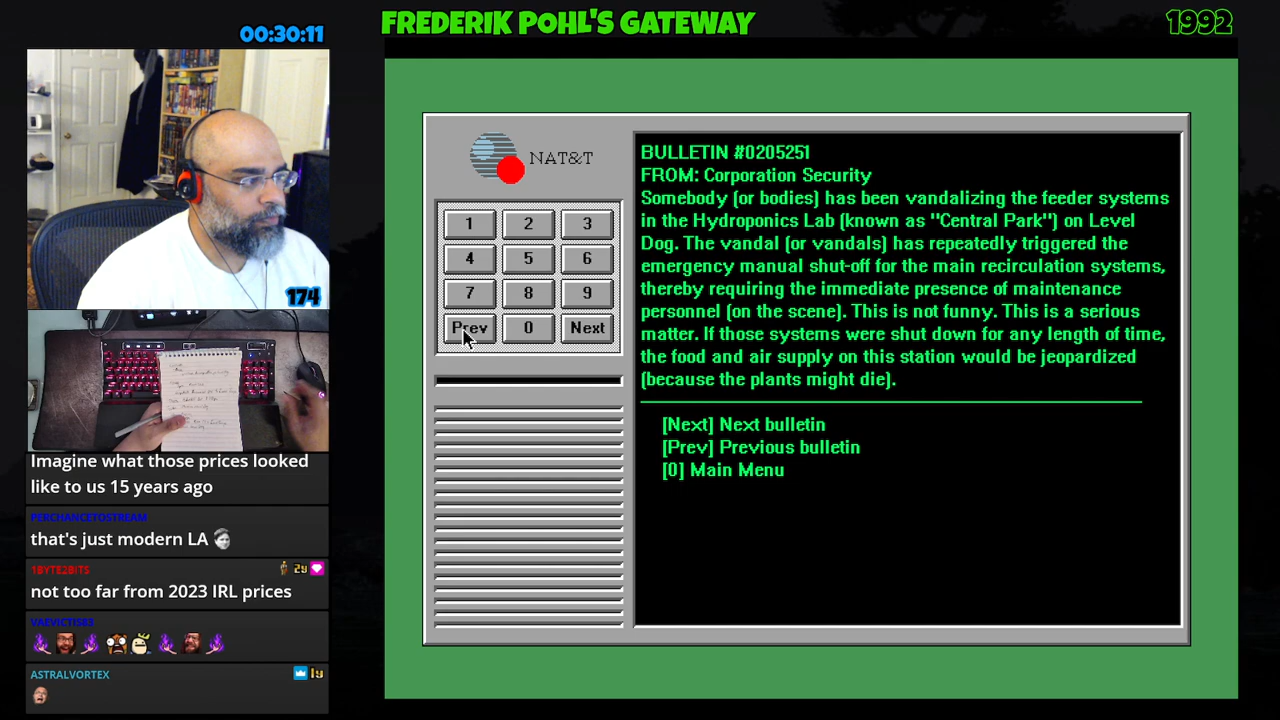 00:30:11
FREDERIK POHL'S GATEWAY
1992
174
Imagine what those prices looked
like to us 15 years ago
PERCHANCETOSTREAM
that's just modern LA
1BYTE2BITS
2y
not too far from 2023 IRL prices
VAEVICTIS83
ASTRALVORTEX
1y
NAT&T
1 2 3
4 5 6
7 8 9
Prev 0 Next
BULLETIN #0205251
FROM: Corporation Security
Somebody (or bodies) has been vandalizing the feeder systems
in the Hydroponics Lab (known as "Central Park") on Level
Dog. The vandal (or vandals) has repeatedly triggered the
emergency manual shut-off for the main recirculation systems,
thereby requiring the immediate presence of maintenance
personnel (on the scene). This is not funny. This is a serious
matter. If those systems were shut down for any length of time,
the food and air supply on this station would be jeopardized
(because the plants might die).
[Next] Next bulletin
[Prev] Previous bulletin
[0] Main Menu